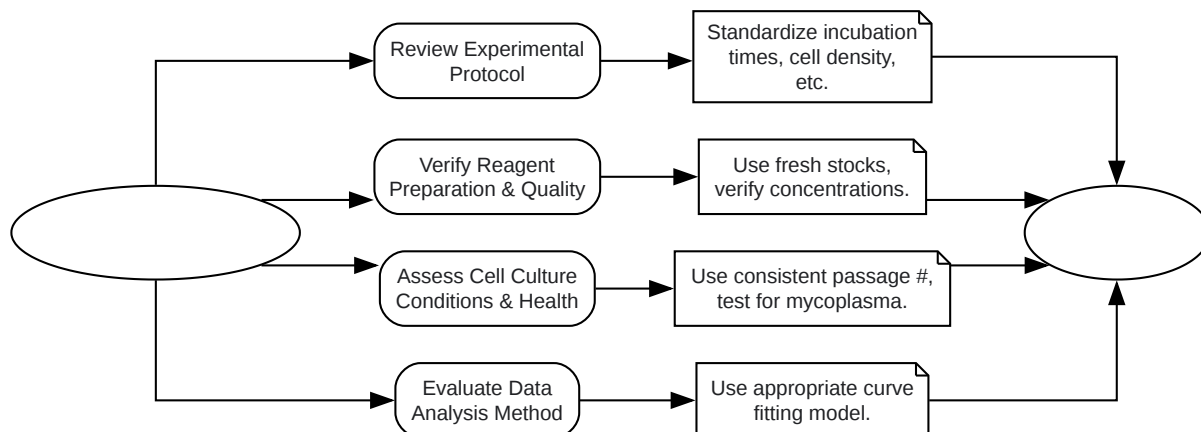 Review Experimental
Protocol
Standardize incubation
times, cell density,
etc.
Verify Reagent
Preparation & Quality
Use fresh stocks,
verify concentrations.
Assess Cell Culture
Conditions & Health
Use consistent passage #,
test for mycoplasma.
Evaluate Data
Analysis Method
Use appropriate curve
fitting model.